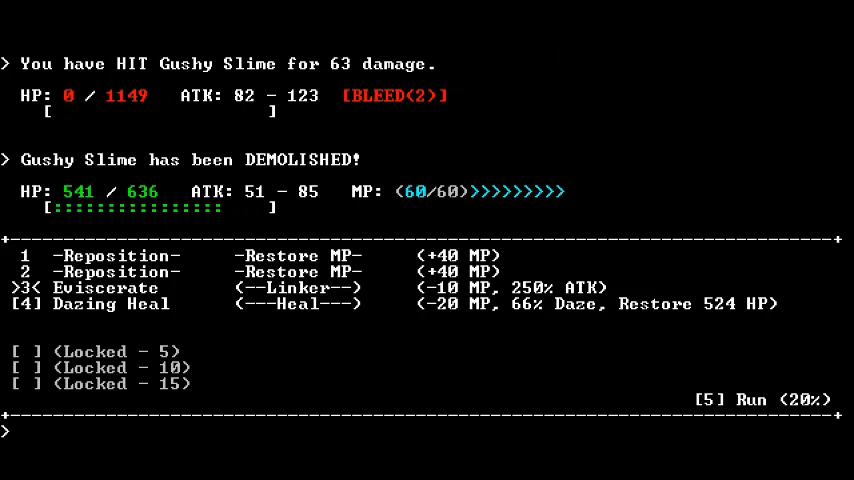 > You have HIT Gushy Slime for 63 damage.
HP: 0 / 1149 ATK: 82 - 123 [BLEED(2)]
[ ]
> Gushy Slime has been DEMOLISHED!
HP: 541 / 636 ATK: 51 - 85 MP: (60/60)>>>>>>>>>
[:::::::::::::::: ]
+------------------------------------------------------------------------------+
1 -Reposition- -Restore MP- (+40 MP)
2 -Reposition- -Restore MP- (+40 MP)
>3< Eviscerate (--Linker--) (-10 MP, 250% ATK)
[4] Dazing Heal (---Heal---) (-20 MP, 66% Daze, Restore 524 HP)
[ ] (Locked - 5)
[ ] (Locked - 10)
[ ] (Locked - 15)
[5] Run (20%)
+------------------------------------------------------------------------------+
>